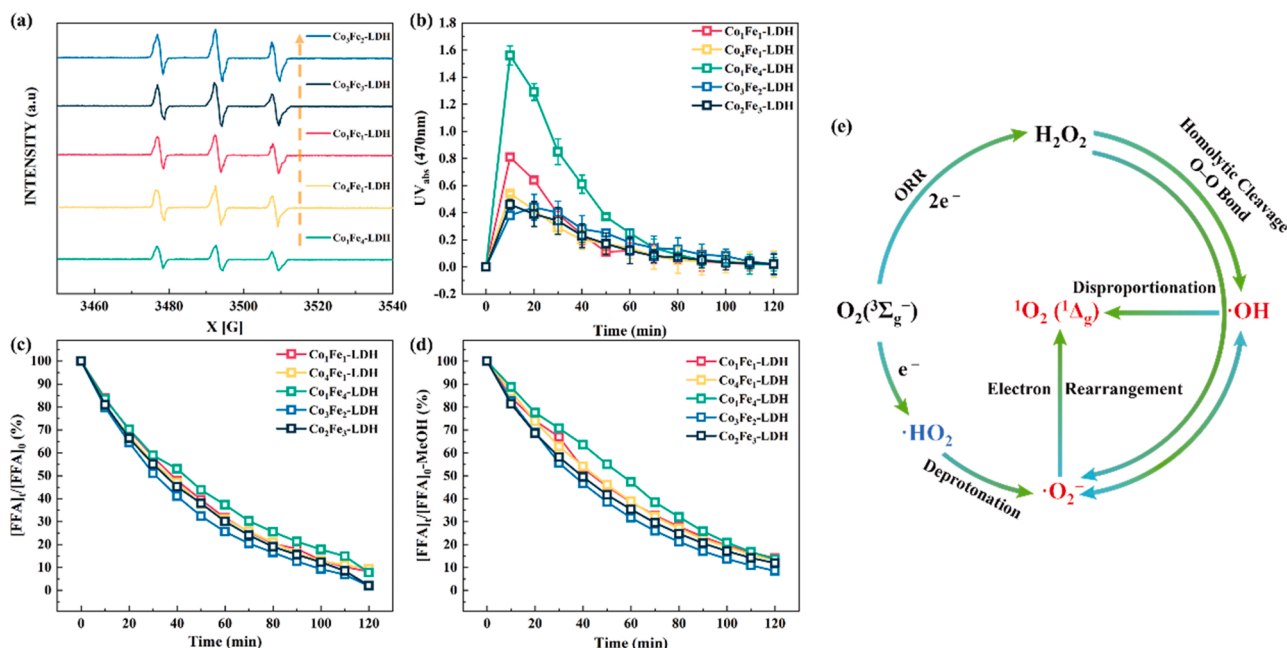 (a)
INTENSITY (a.u)
Co₃Fe₂-LDH
Co₂Fe₃-LDH
Co₁Fe₁-LDH
Co₄Fe₁-LDH
Co₁Fe₄-LDH
3460 3480 3500 3520 3540
X [G]
(b)
UVabs (470nm)
1.8
1.6
1.4
1.2
1.0
0.8
0.6
0.4
0.2
0.0
-0.2
Co₁Fe₁-LDH
Co₄Fe₁-LDH
Co₁Fe₄-LDH
Co₃Fe₂-LDH
Co₂Fe₃-LDH
0 20 40 60 80 100 120
Time (min)
(c)
[FFA]t/[FFA]₀ (%)
100
90
80
70
60
50
40
30
20
10
0
Co₁Fe₁-LDH
Co₄Fe₁-LDH
Co₁Fe₄-LDH
Co₃Fe₂-LDH
Co₂Fe₃-LDH
0 20 40 60 80 100 120
Time (min)
(d)
[FFA]t/[FFA]₀-MeOH (%)
100
90
80
70
60
50
40
30
20
10
0
Co₁Fe₁-LDH
Co₄Fe₁-LDH
Co₁Fe₄-LDH
Co₃Fe₂-LDH
Co₂Fe₃-LDH
0 20 40 60 80 100 120
Time (min)
(e)
H₂O₂
ORR
2e⁻
Homolytic Cleavage
O–O Bond
O₂(³Σg⁻)
¹O₂ (¹Δg)
Disproportionation
·OH
e⁻
Electron Rearrangement
·HO₂
Deprotonation
·O₂⁻